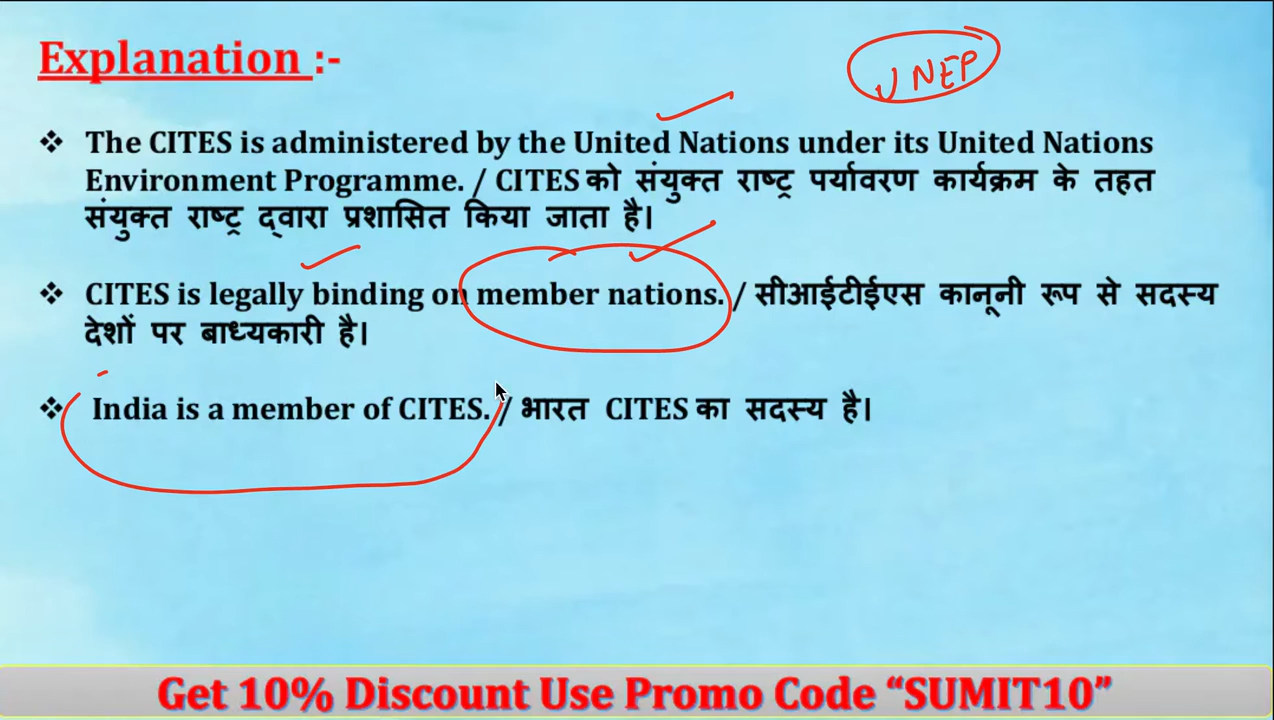 Explanation :-
UNEP
❖ The CITES is administered by the United Nations under its United Nations
Environment Programme. / CITES को संयुक्त राष्ट्र पर्यावरण कार्यक्रम के तहत
संयुक्त राष्ट्र द्वारा प्रशासित किया जाता है।
❖ CITES is legally binding on member nations. / सीआईटीईएस कानूनी रूप से सदस्य
देशों पर बाध्यकारी है।
❖ India is a member of CITES. / भारत CITES का सदस्य है।
Get 10% Discount Use Promo Code “SUMIT10”